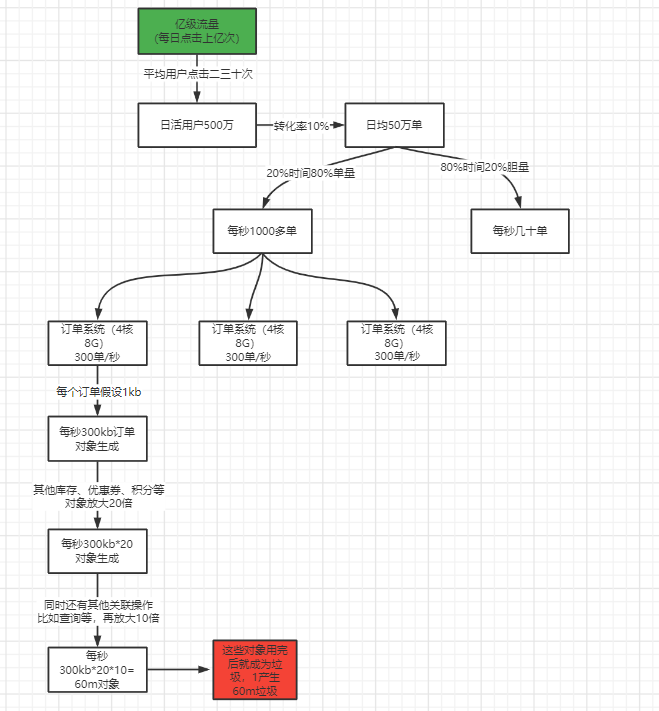 亿级流量
(每日点击上亿次)
平均用户点击二三十次
日活用户500万
转化率10%
日均50万单
20%时间80%单量
80%时间20%胆量
每秒1000多单
每秒几十单
订单系统（4核
8G）
300单/秒
订单系统（4核
8G）
300单/秒
订单系统（4核
8G）
300单/秒
每个订单假设1kb
每秒300kb订单
对象生成
其他库存、优惠券、积分等
对象放大20倍
每秒300kb*20
对象生成
同时还有其他关联操作
比如查询等，再放大10倍
每秒
300kb*20*10=
60m对象
这些对象用完
后就成为垃
圾，1产生
60m垃圾